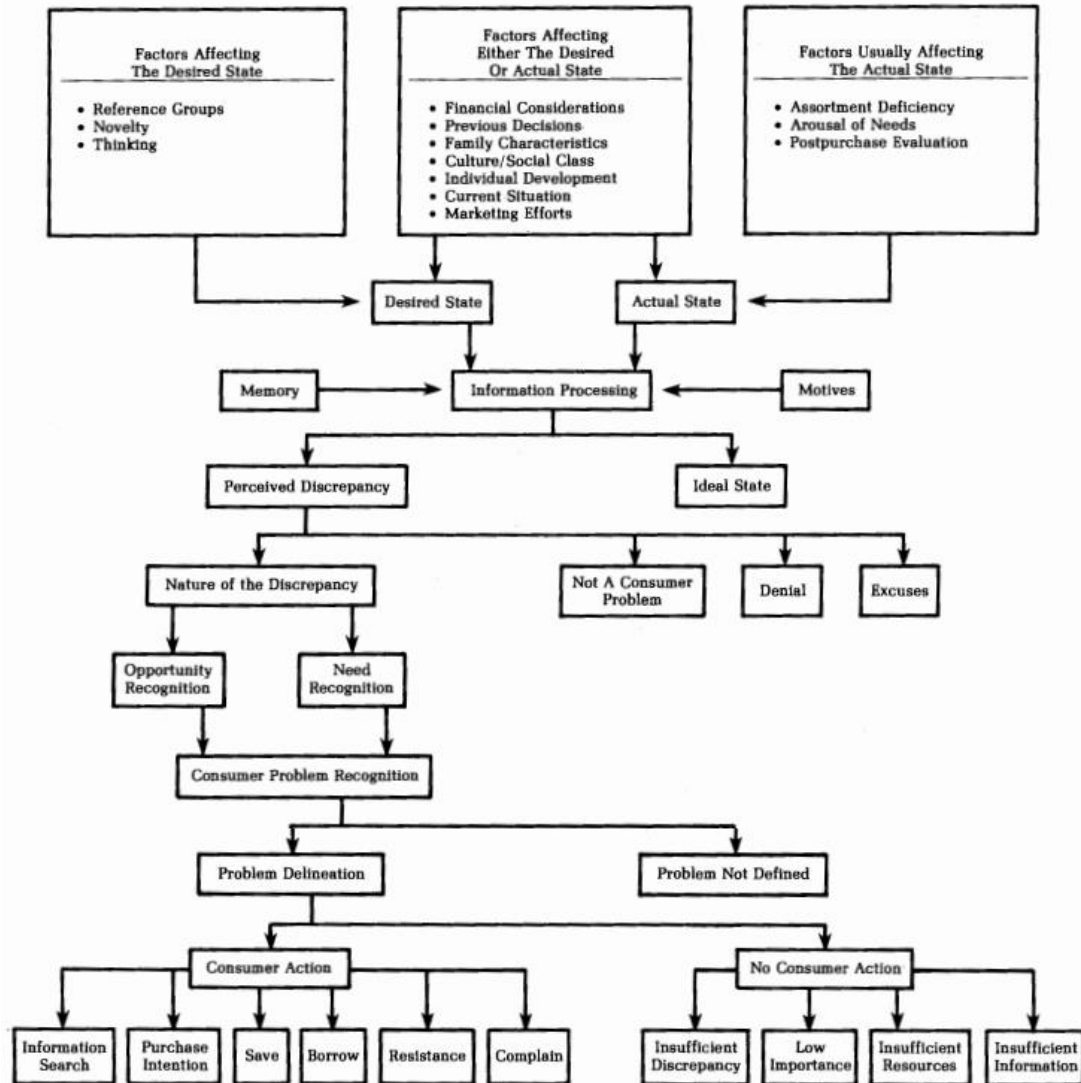 Factors Affecting
The Desired State
• Reference Groups
• Novelty
• Thinking
Factors Affecting
Either The Desired
Or Actual State
• Financial Considerations
• Previous Decisions
• Family Characteristics
• Culture/Social Class
• Individual Development
• Current Situation
• Marketing Efforts
Factors Usually Affecting
The Actual State
• Assortment Deficiency
• Arousal of Needs
• Postpurchase Evaluation
Desired State
Actual State
Memory
Information Processing
Motives
Perceived Discrepancy
Ideal State
Nature of the Discrepancy
Not A Consumer
Problem
Denial
Excuses
Opportunity
Recognition
Need
Recognition
Consumer Problem Recognition
Problem Delineation
Problem Not Defined
Consumer Action
No Consumer Action
Information
Search
Purchase
Intention
Save
Borrow
Resistance
Complain
Insufficient
Discrepancy
Low
Importance
Insufficient
Resources
Insufficient
Information